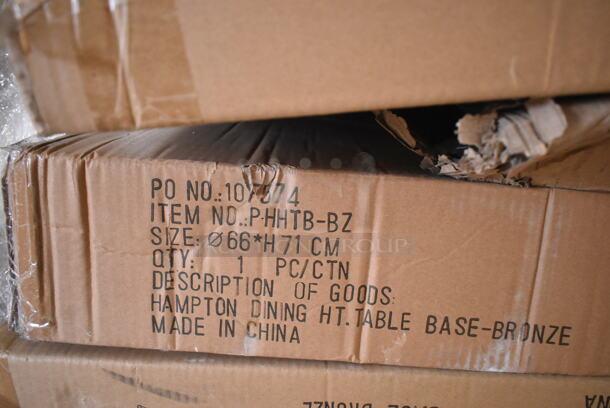 PO NO.:107074
ITEM NO.:P-HHTB-BZ
SIZE: Ø66*H71 CM
QTY: 1 PC/CTN
DESCRIPTION OF GOODS:
HAMPTON DINING HT.TABLE BASE-BRONZE
MADE IN CHINA